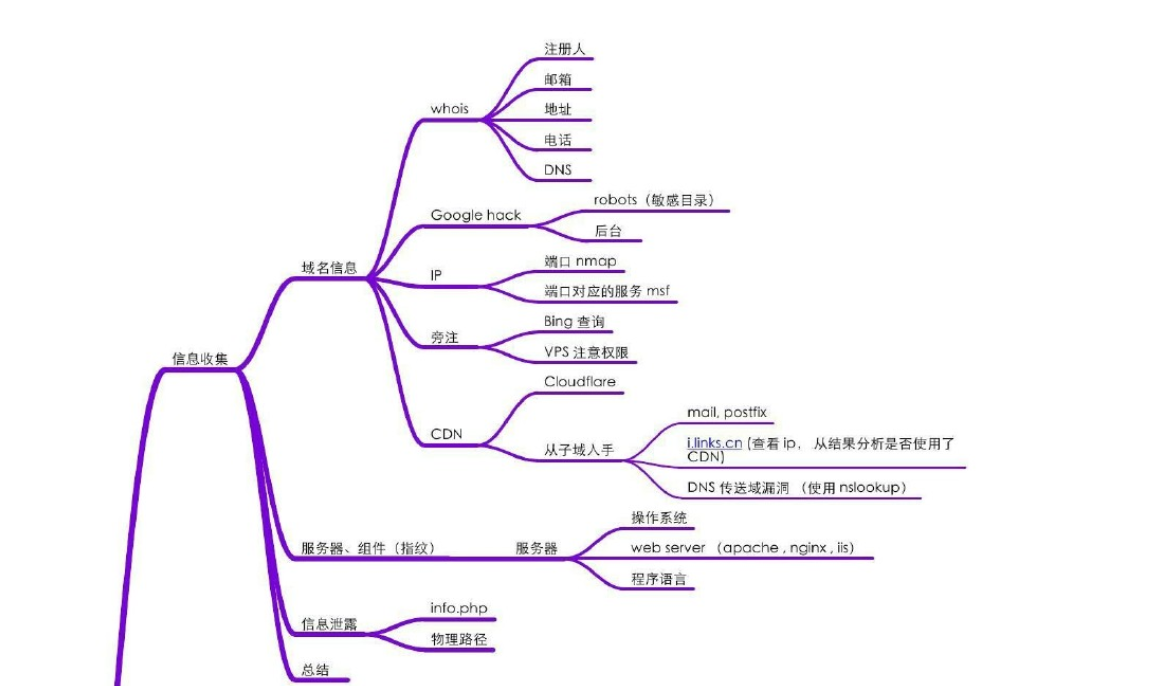 注册人
邮箱
whois
地址
电话
DNS
robots（敏感目录）
Google hack
后台
域名信息
端口 nmap
IP
端口对应的服务 msf
Bing 查询
旁注
VPS 注意权限
信息收集
Cloudflare
CDN
mail, postfix
从子域入手
i.links.cn (查看 ip， 从结果分析是否使用了
CDN)
DNS 传送域漏洞 （使用 nslookup）
操作系统
服务器、组件（指纹）
服务器
web server （apache , nginx , iis）
程序语言
info.php
信息泄露
物理路径
总结